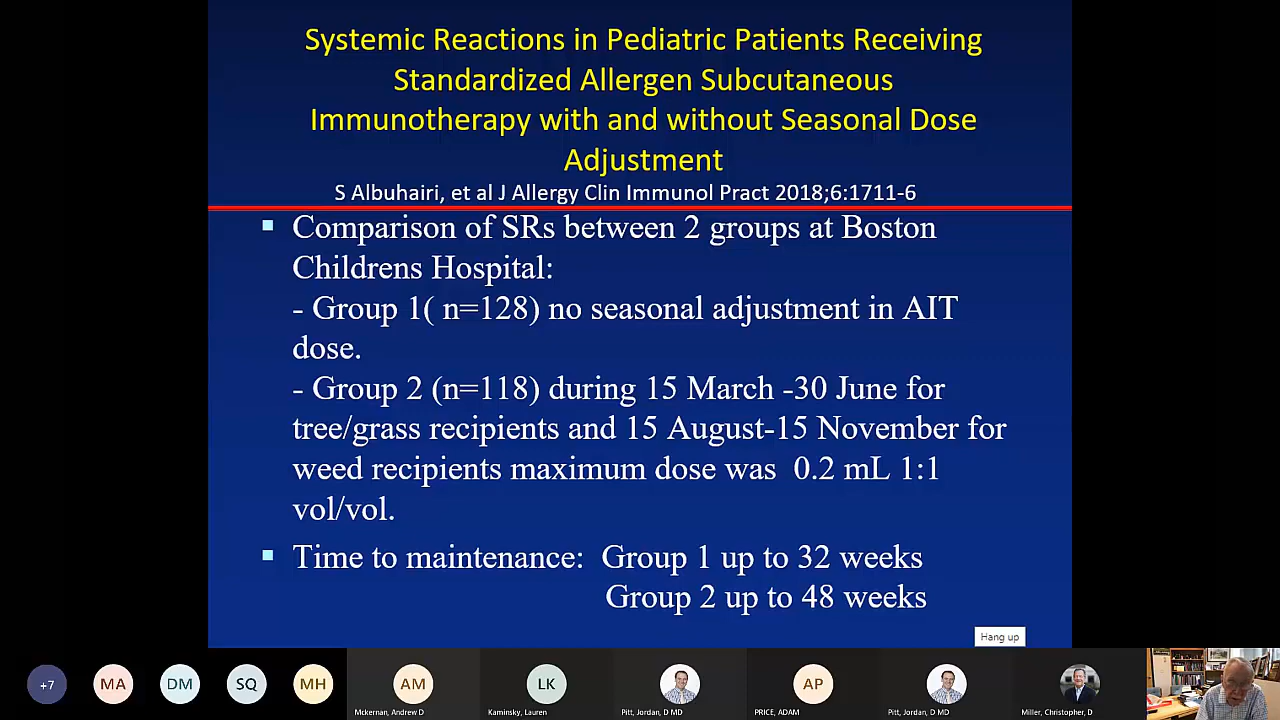 Systemic Reactions in Pediatric Patients Receiving
Standardized Allergen Subcutaneous
Immunotherapy with and without Seasonal Dose
Adjustment
S Albuhairi, et al J Allergy Clin Immunol Pract 2018;6:1711-6
Comparison of SRs between 2 groups at Boston
Childrens Hospital:
- Group 1( n=128) no seasonal adjustment in AIT
dose.
- Group 2 (n=118) during 15 March -30 June for
tree/grass recipients and 15 August-15 November for
weed recipients maximum dose was 0.2 mL 1:1
vol/vol.
Time to maintenance: Group 1 up to 32 weeks
Group 2 up to 48 weeks
Hang up
+7 MA DM SQ MH AM LK AP
Mckernan, Andrew D Kaminsky, Lauren Pitt, Jordan D MD PRICE, ADAM Pitt, Jordan D MD Miller, Christopher, D